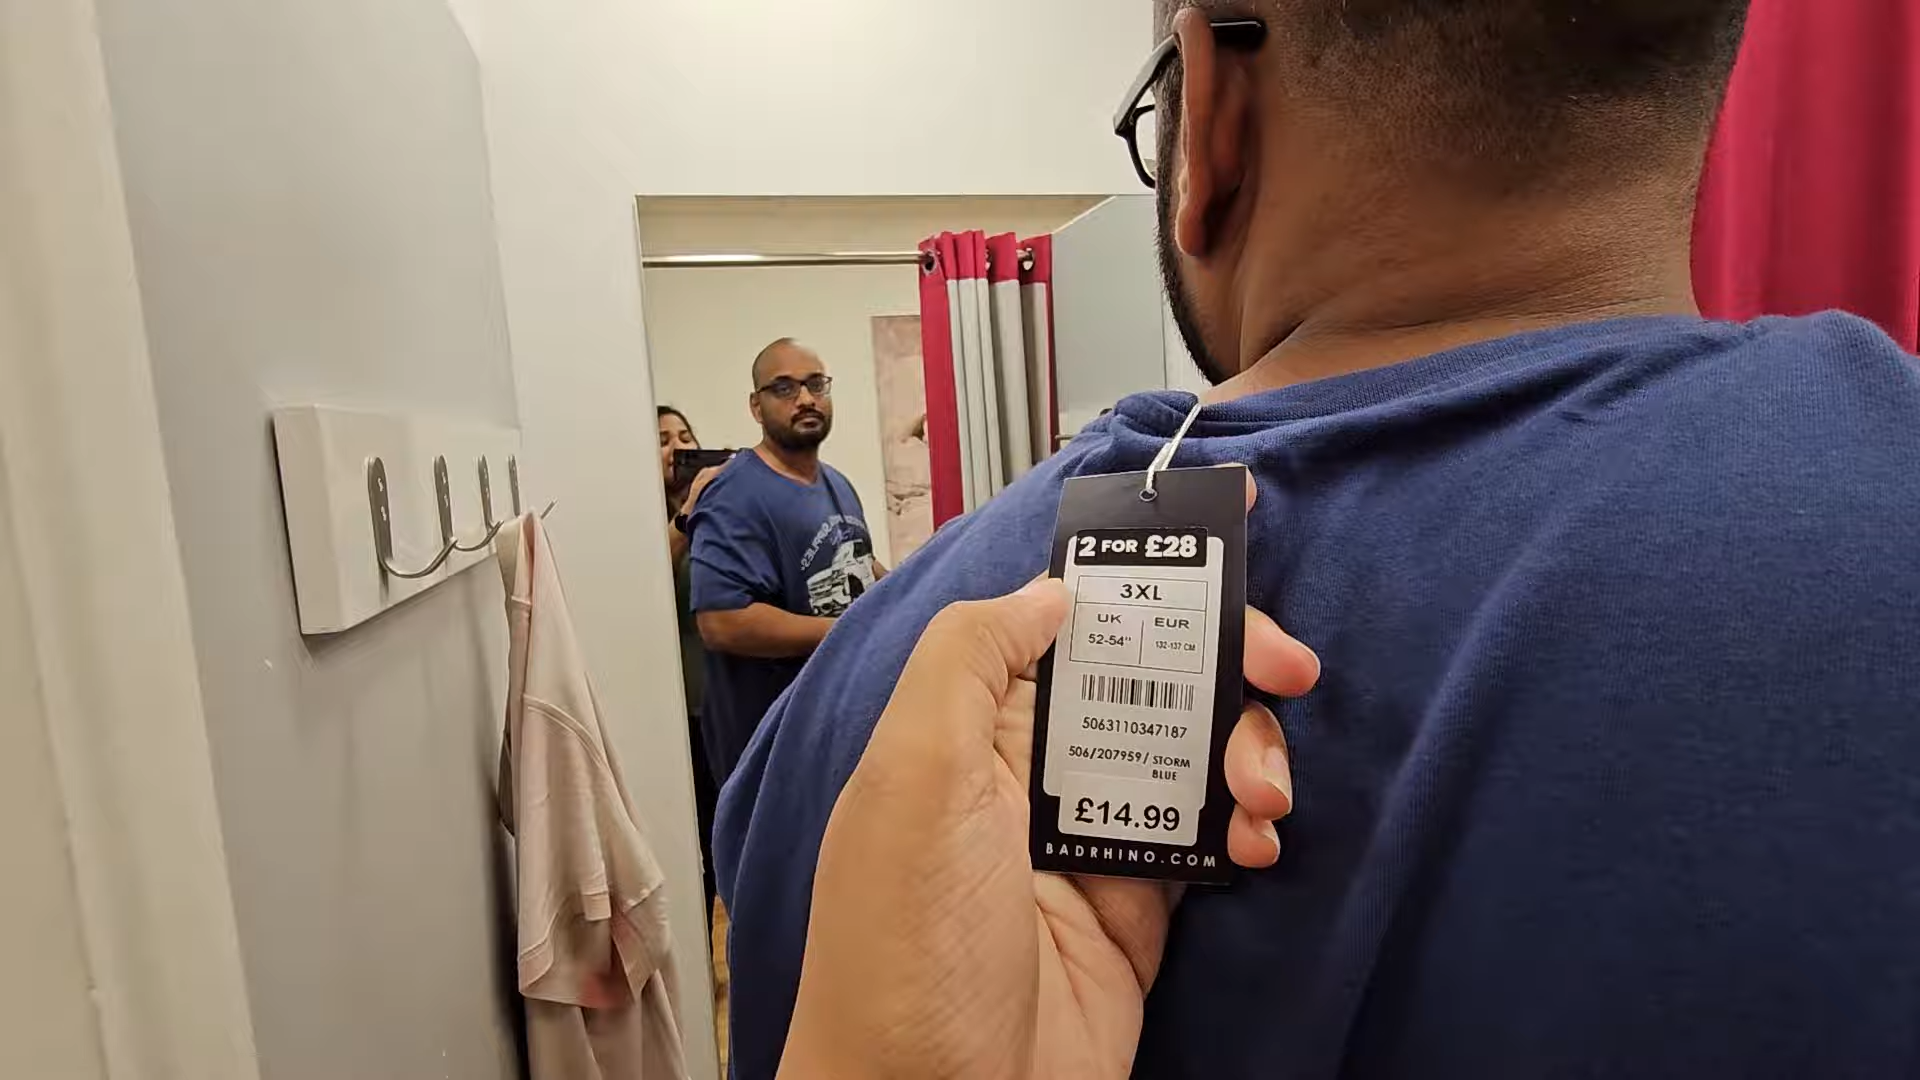 2 FOR £28
3XL
UK EUR
52-54" 132-137 CM
5063110347187
506/207959/ STORM
BLUE
£14.99
BADRHINO.COM